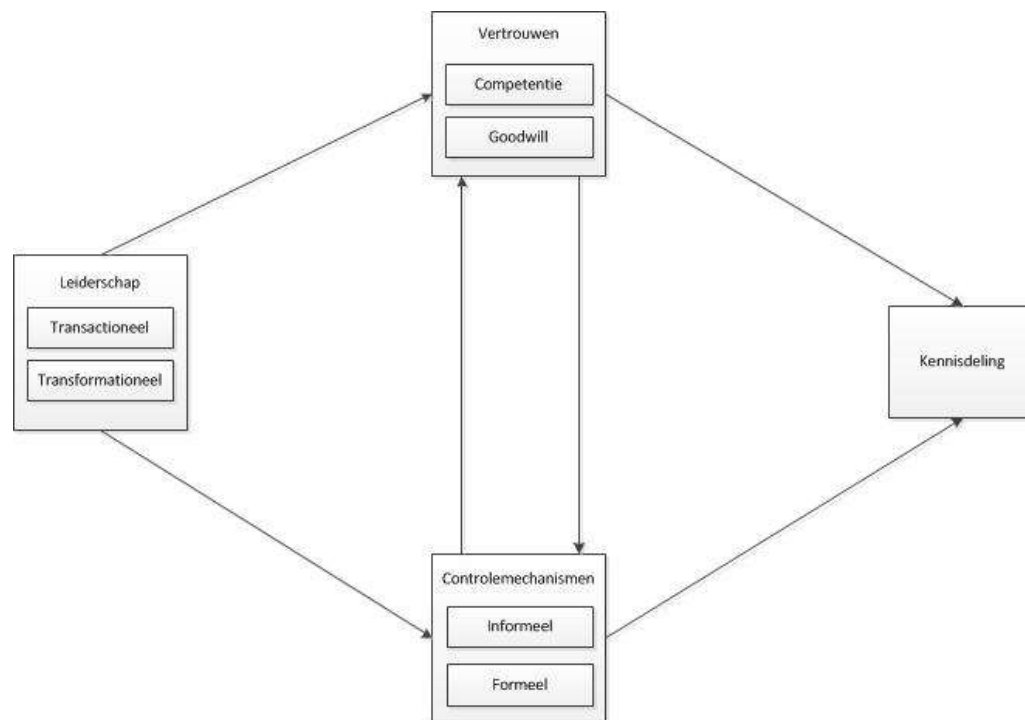 Vertrouwen
Competentie
Goodwill
Leiderschap
Transactioneel
Transformationeel
Kennisdeling
Controlemechanismen
Informeel
Formeel